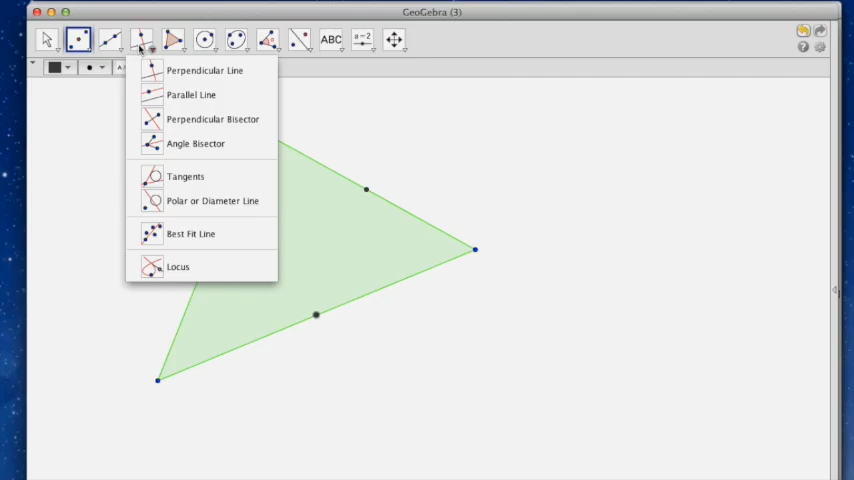 GeoGebra (3)
ABC
a=2
Perpendicular Line
Parallel Line
Perpendicular Bisector
Angle Bisector
Tangents
Polar or Diameter Line
Best Fit Line
Locus